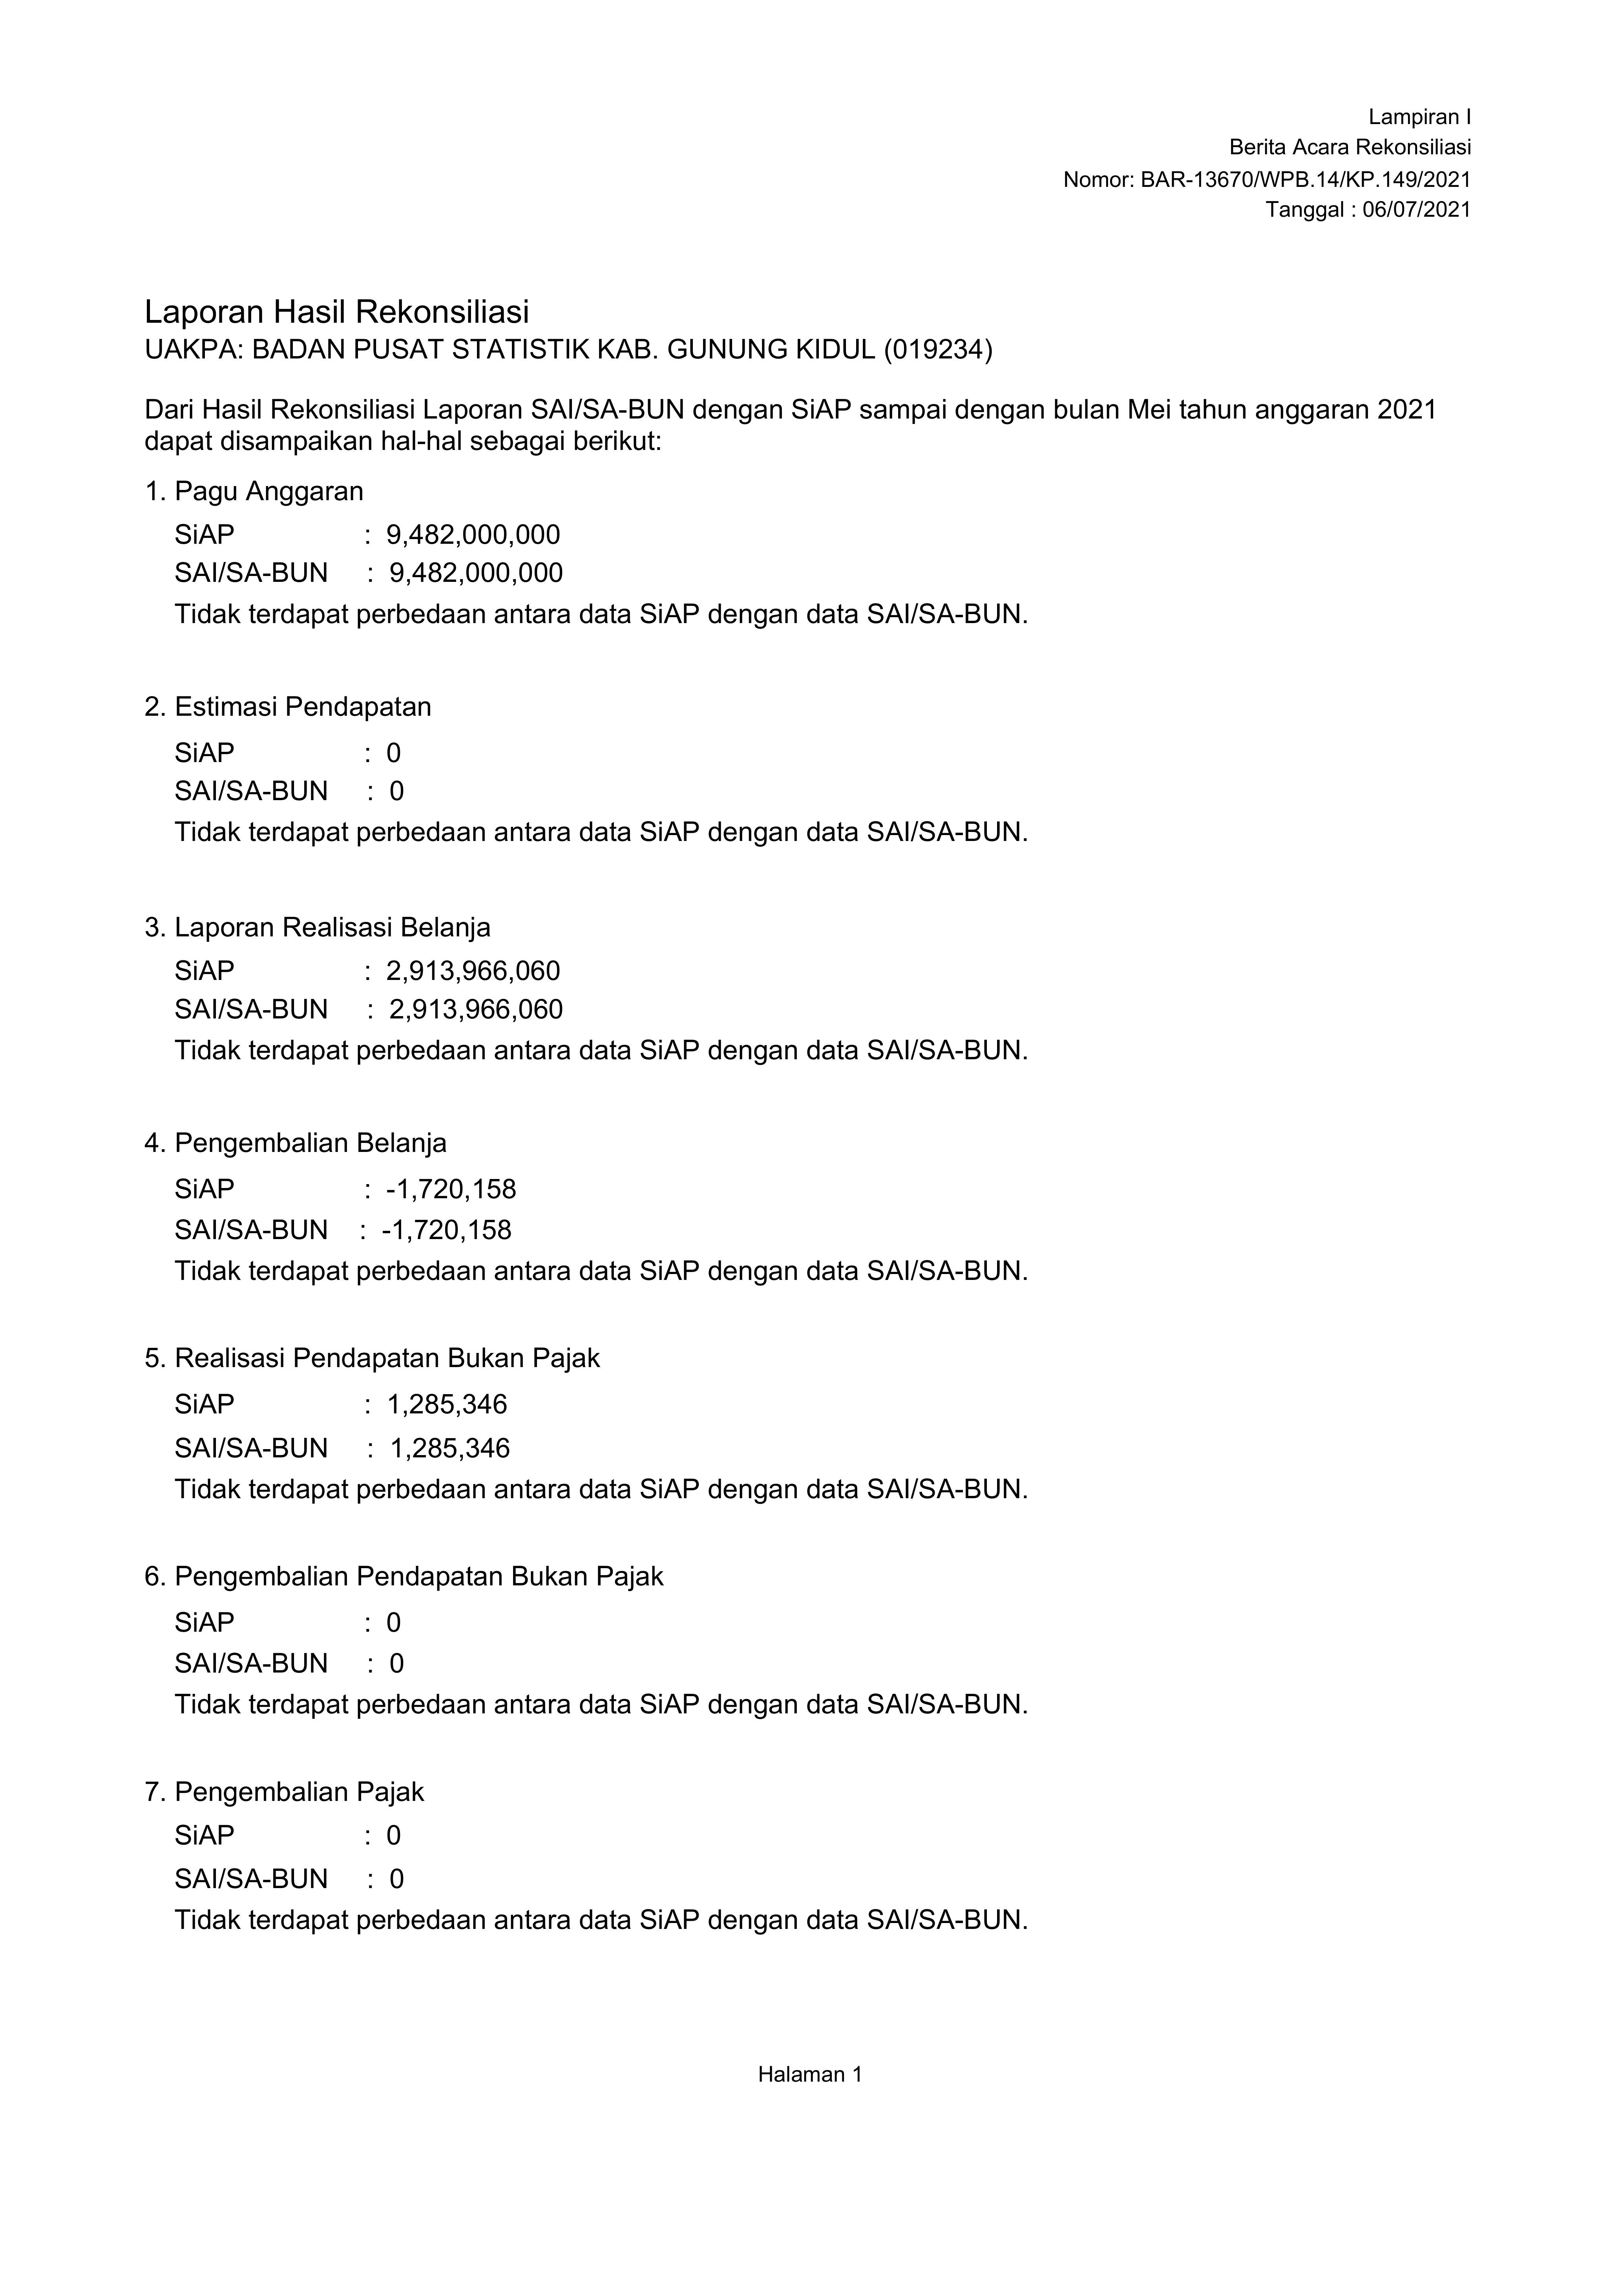 Lampiran I
Berita Acara Rekonsiliasi
Nomor: BAR-13670/WPB.14/KP.149/2021
Tanggal : 06/07/2021
Laporan Hasil Rekonsiliasi
UAKPA: BADAN PUSAT STATISTIK KAB. GUNUNG KIDUL (019234)
Dari Hasil Rekonsiliasi Laporan SAI/SA-BUN dengan SiAP sampai dengan bulan Mei tahun anggaran 2021
dapat disampaikan hal-hal sebagai berikut:
1. Pagu Anggaran
SiAP : 9,482,000,000
SAI/SA-BUN : 9,482,000,000
Tidak terdapat perbedaan antara data SiAP dengan data SAI/SA-BUN.
2. Estimasi Pendapatan
SiAP : 0
SAI/SA-BUN : 0
Tidak terdapat perbedaan antara data SiAP dengan data SAI/SA-BUN.
3. Laporan Realisasi Belanja
SiAP : 2,913,966,060
SAI/SA-BUN : 2,913,966,060
Tidak terdapat perbedaan antara data SiAP dengan data SAI/SA-BUN.
4. Pengembalian Belanja
SiAP : -1,720,158
SAI/SA-BUN : -1,720,158
Tidak terdapat perbedaan antara data SiAP dengan data SAI/SA-BUN.
5. Realisasi Pendapatan Bukan Pajak
SiAP : 1,285,346
SAI/SA-BUN : 1,285,346
Tidak terdapat perbedaan antara data SiAP dengan data SAI/SA-BUN.
6. Pengembalian Pendapatan Bukan Pajak
SiAP : 0
SAI/SA-BUN : 0
Tidak terdapat perbedaan antara data SiAP dengan data SAI/SA-BUN.
7. Pengembalian Pajak
SiAP : 0
SAI/SA-BUN : 0
Tidak terdapat perbedaan antara data SiAP dengan data SAI/SA-BUN.
Halaman 1